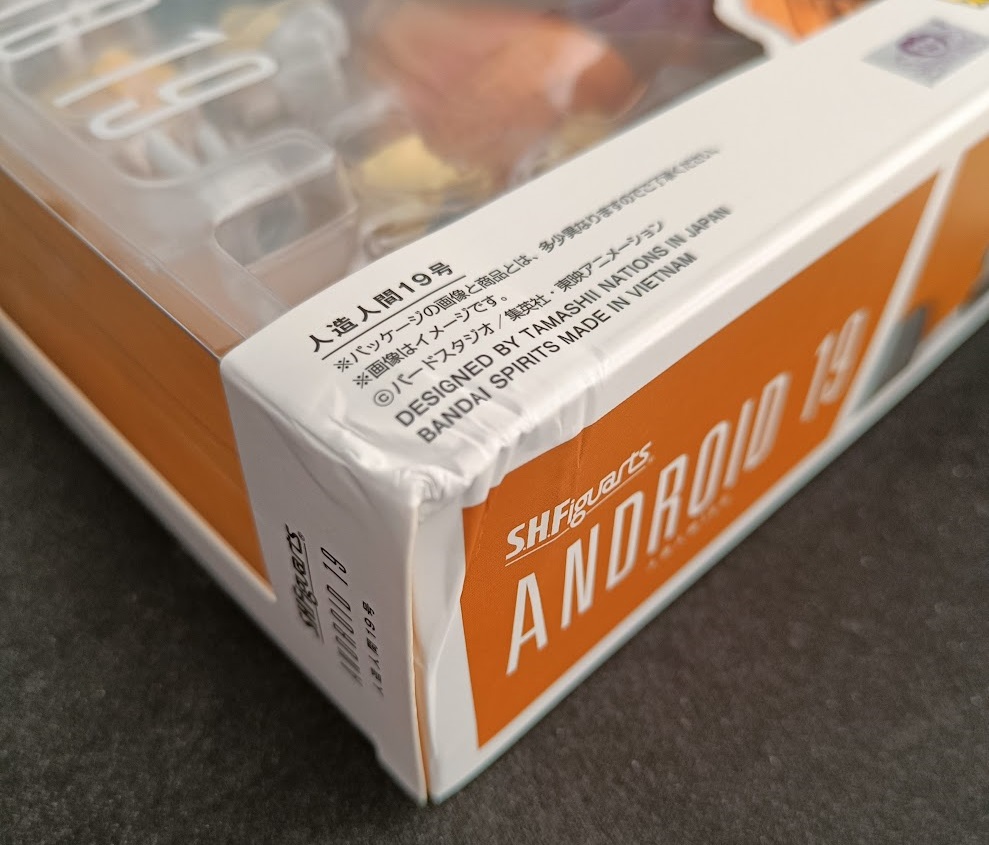 19
人造人間19号
※パッケージの画像と商品とは、多少異なりますのでご了承ください。
※画像はイメージです。
©バードスタジオ/集英社・東映アニメーション
DESIGNED BY TAMASHII NATIONS IN JAPAN
BANDAI SPIRITS MADE IN VIETNAM
S.H.Figuarts
ANDROID 19
S.H.Figuarts
ANDROID 19
人造人間19号